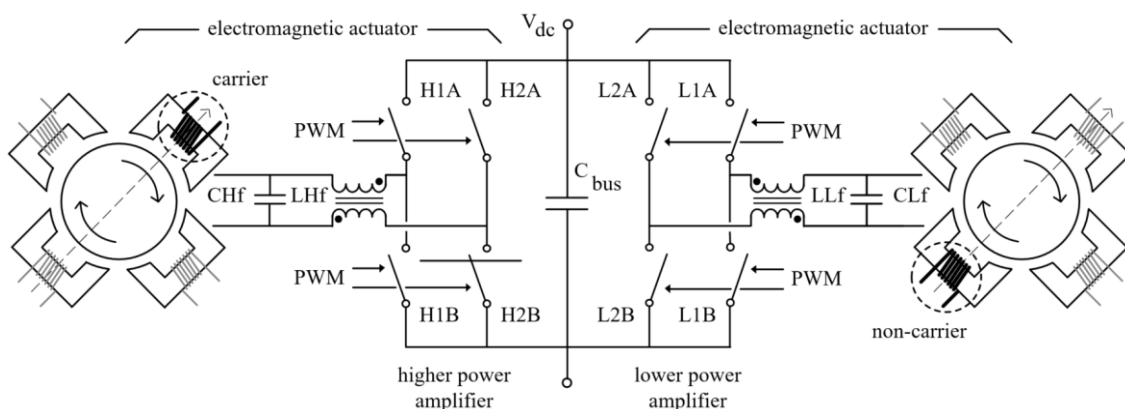 V
dc
electromagnetic actuator
electromagnetic actuator
carrier
H1A
H2A
L2A
L1A
PWM
PWM
C
bus
CHf
LHf
LLf
CLf
PWM
PWM
H1B
H2B
L2B
L1B
non-carrier
higher power
amplifier
lower power
amplifier